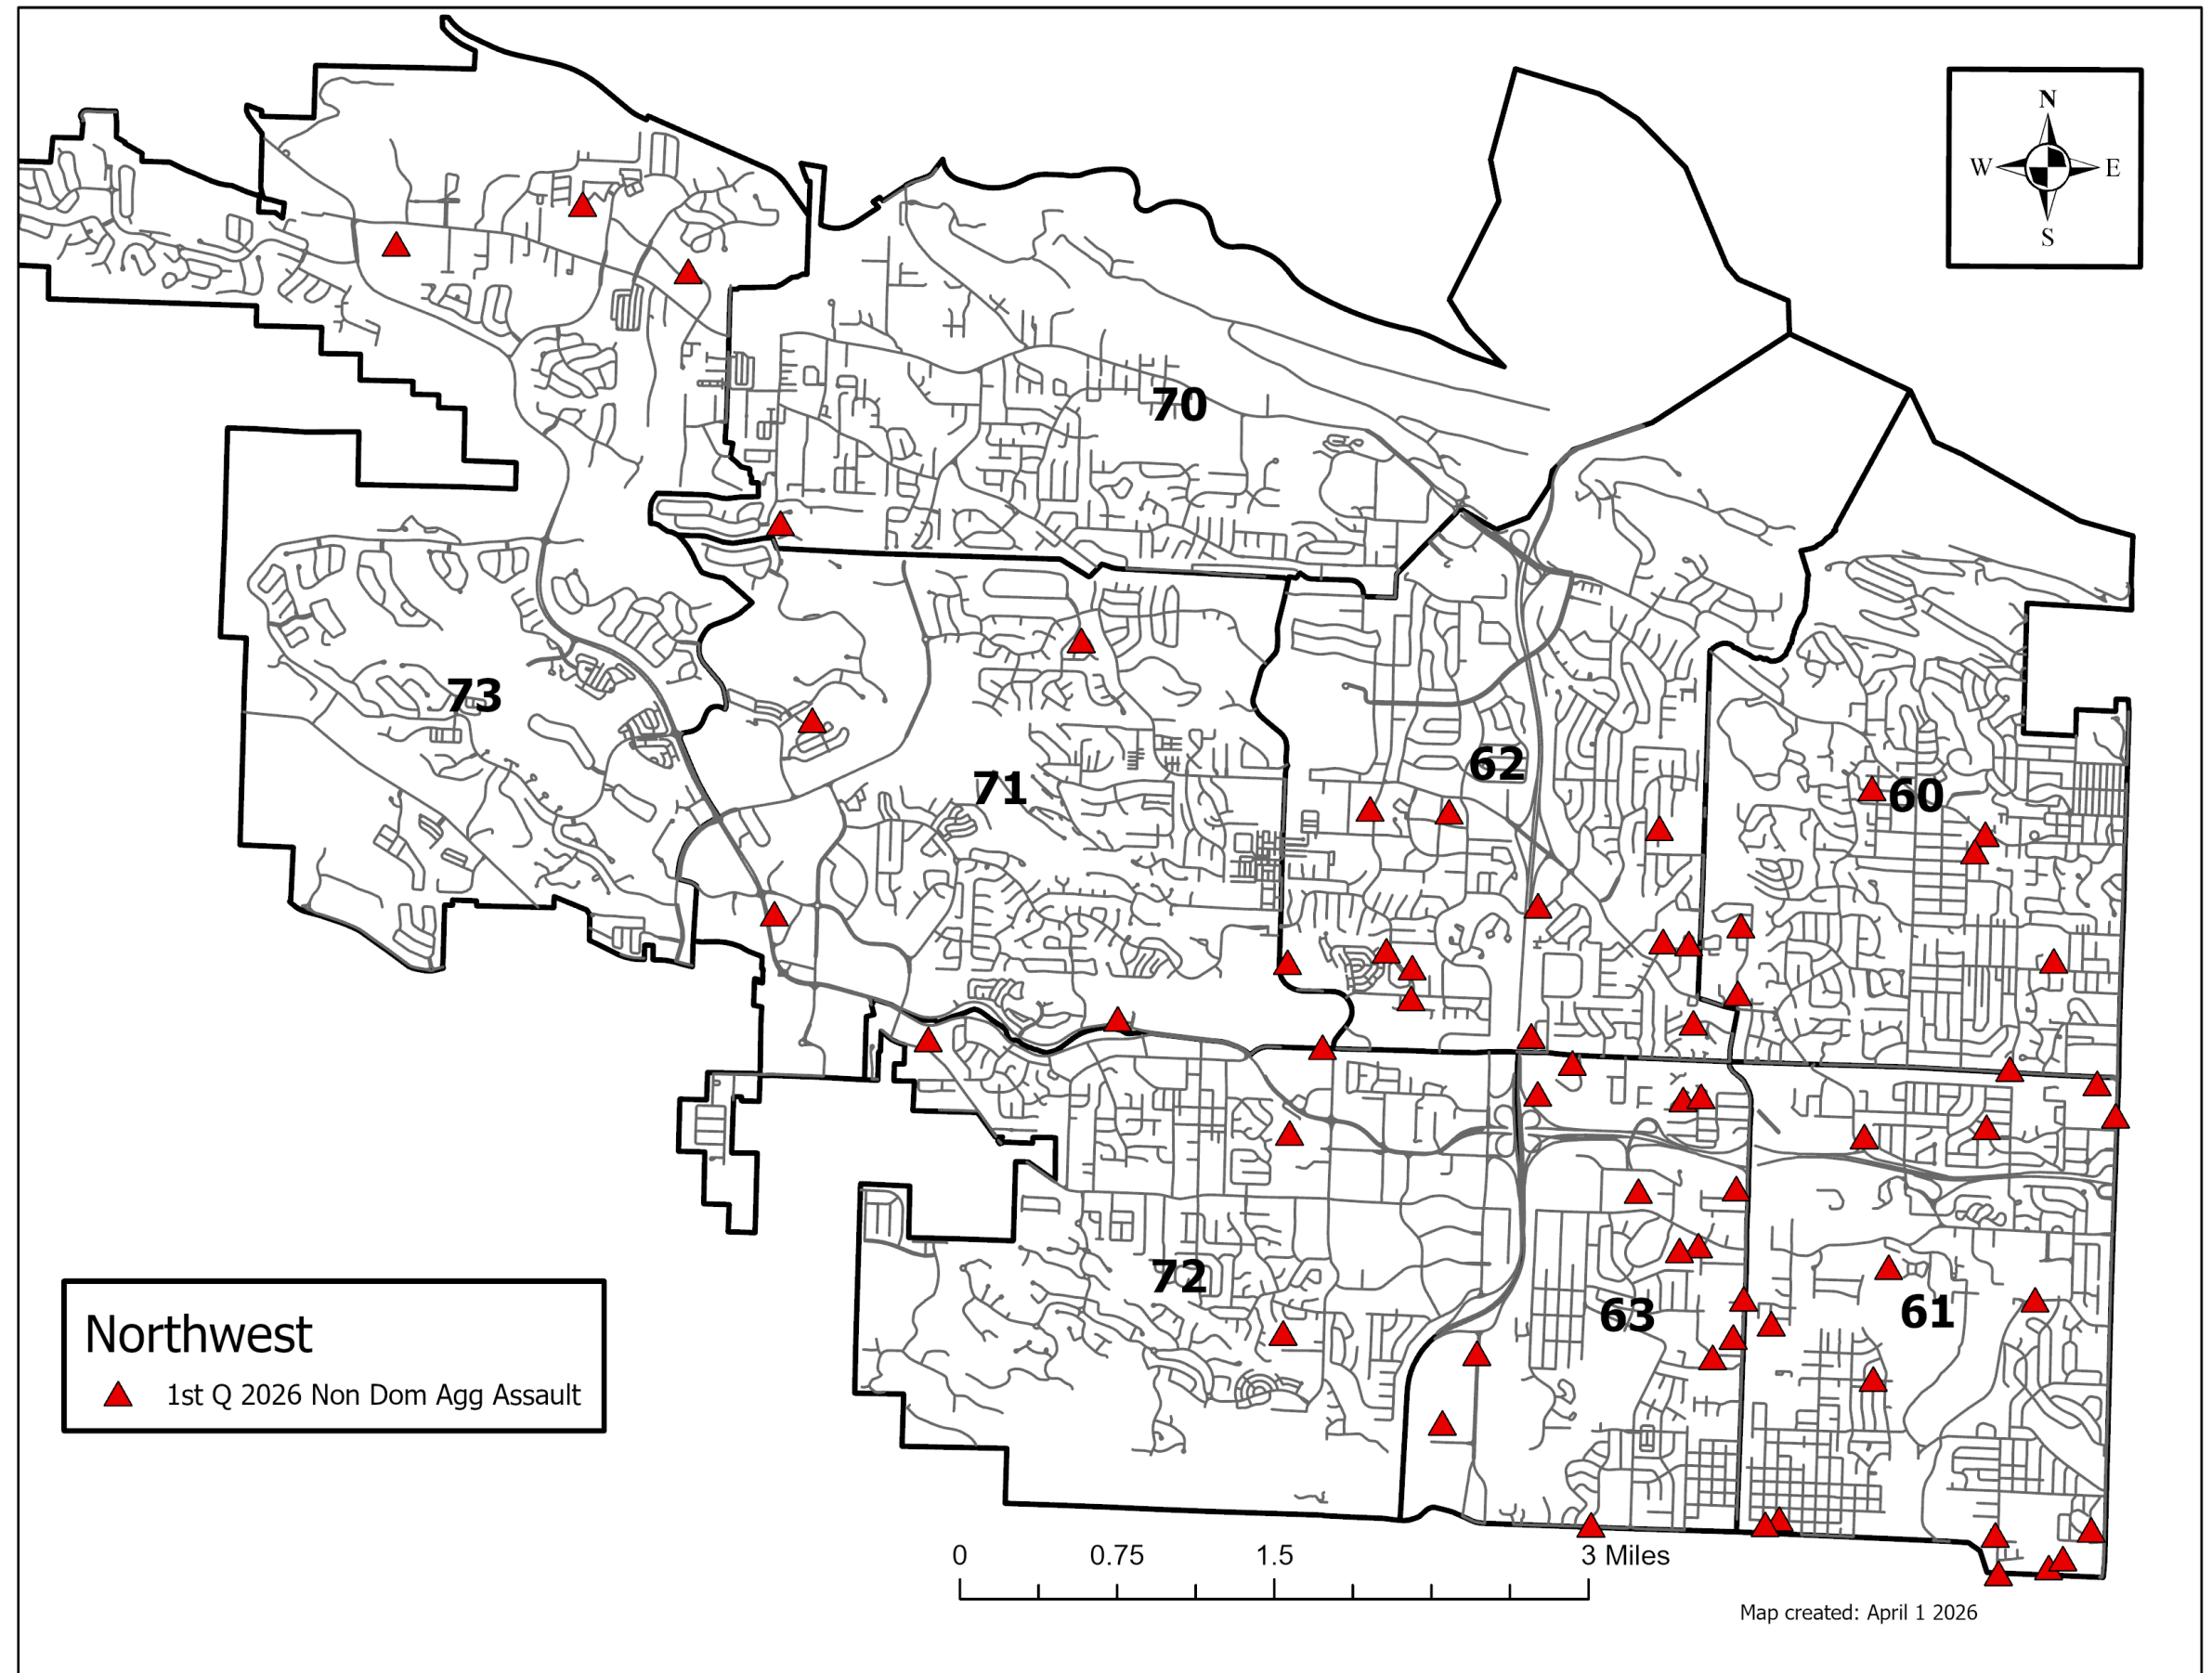 N
W E
S
70
73
71
62
60
72
63
61
Northwest
1st Q 2026 Non Dom Agg Assault
0 0.75 1.5 3 Miles
Map created: April 1 2026